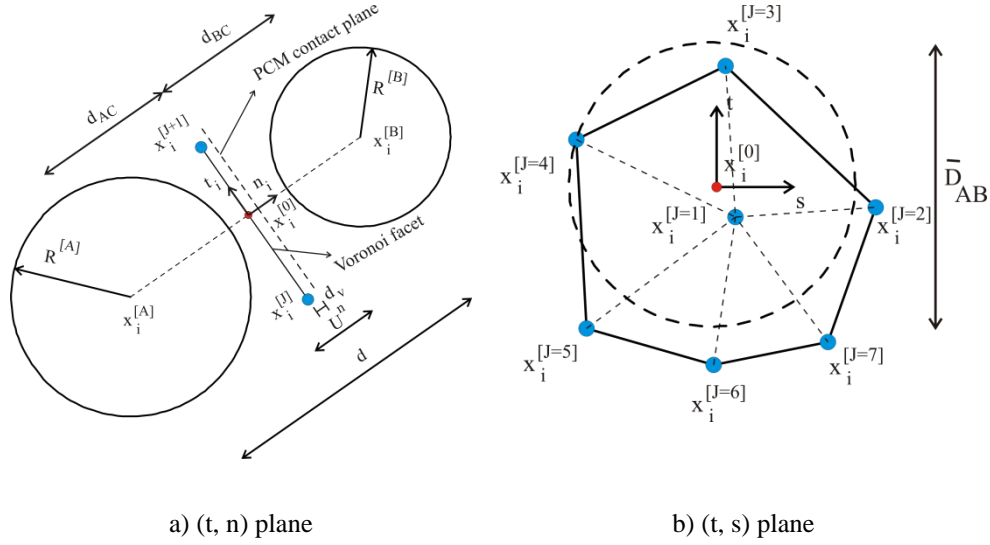 d_BC
PCM contact plane
d_AC
R^[B]
x_i^[B]
x_i^[J+1]
t_i
n_i
x_i^[0]
Voronoi facet
R^[A]
x_i^[A]
x_i^[J]
d_v
U^n
d
a) (t, n) plane
x_i^[J=3]
t
x_i^[0]
x_i^[J=4]
s
D̅_AB
x_i^[J=1]
x_i^[J=2]
x_i^[J=5]
x_i^[J=7]
x_i^[J=6]
b) (t, s) plane